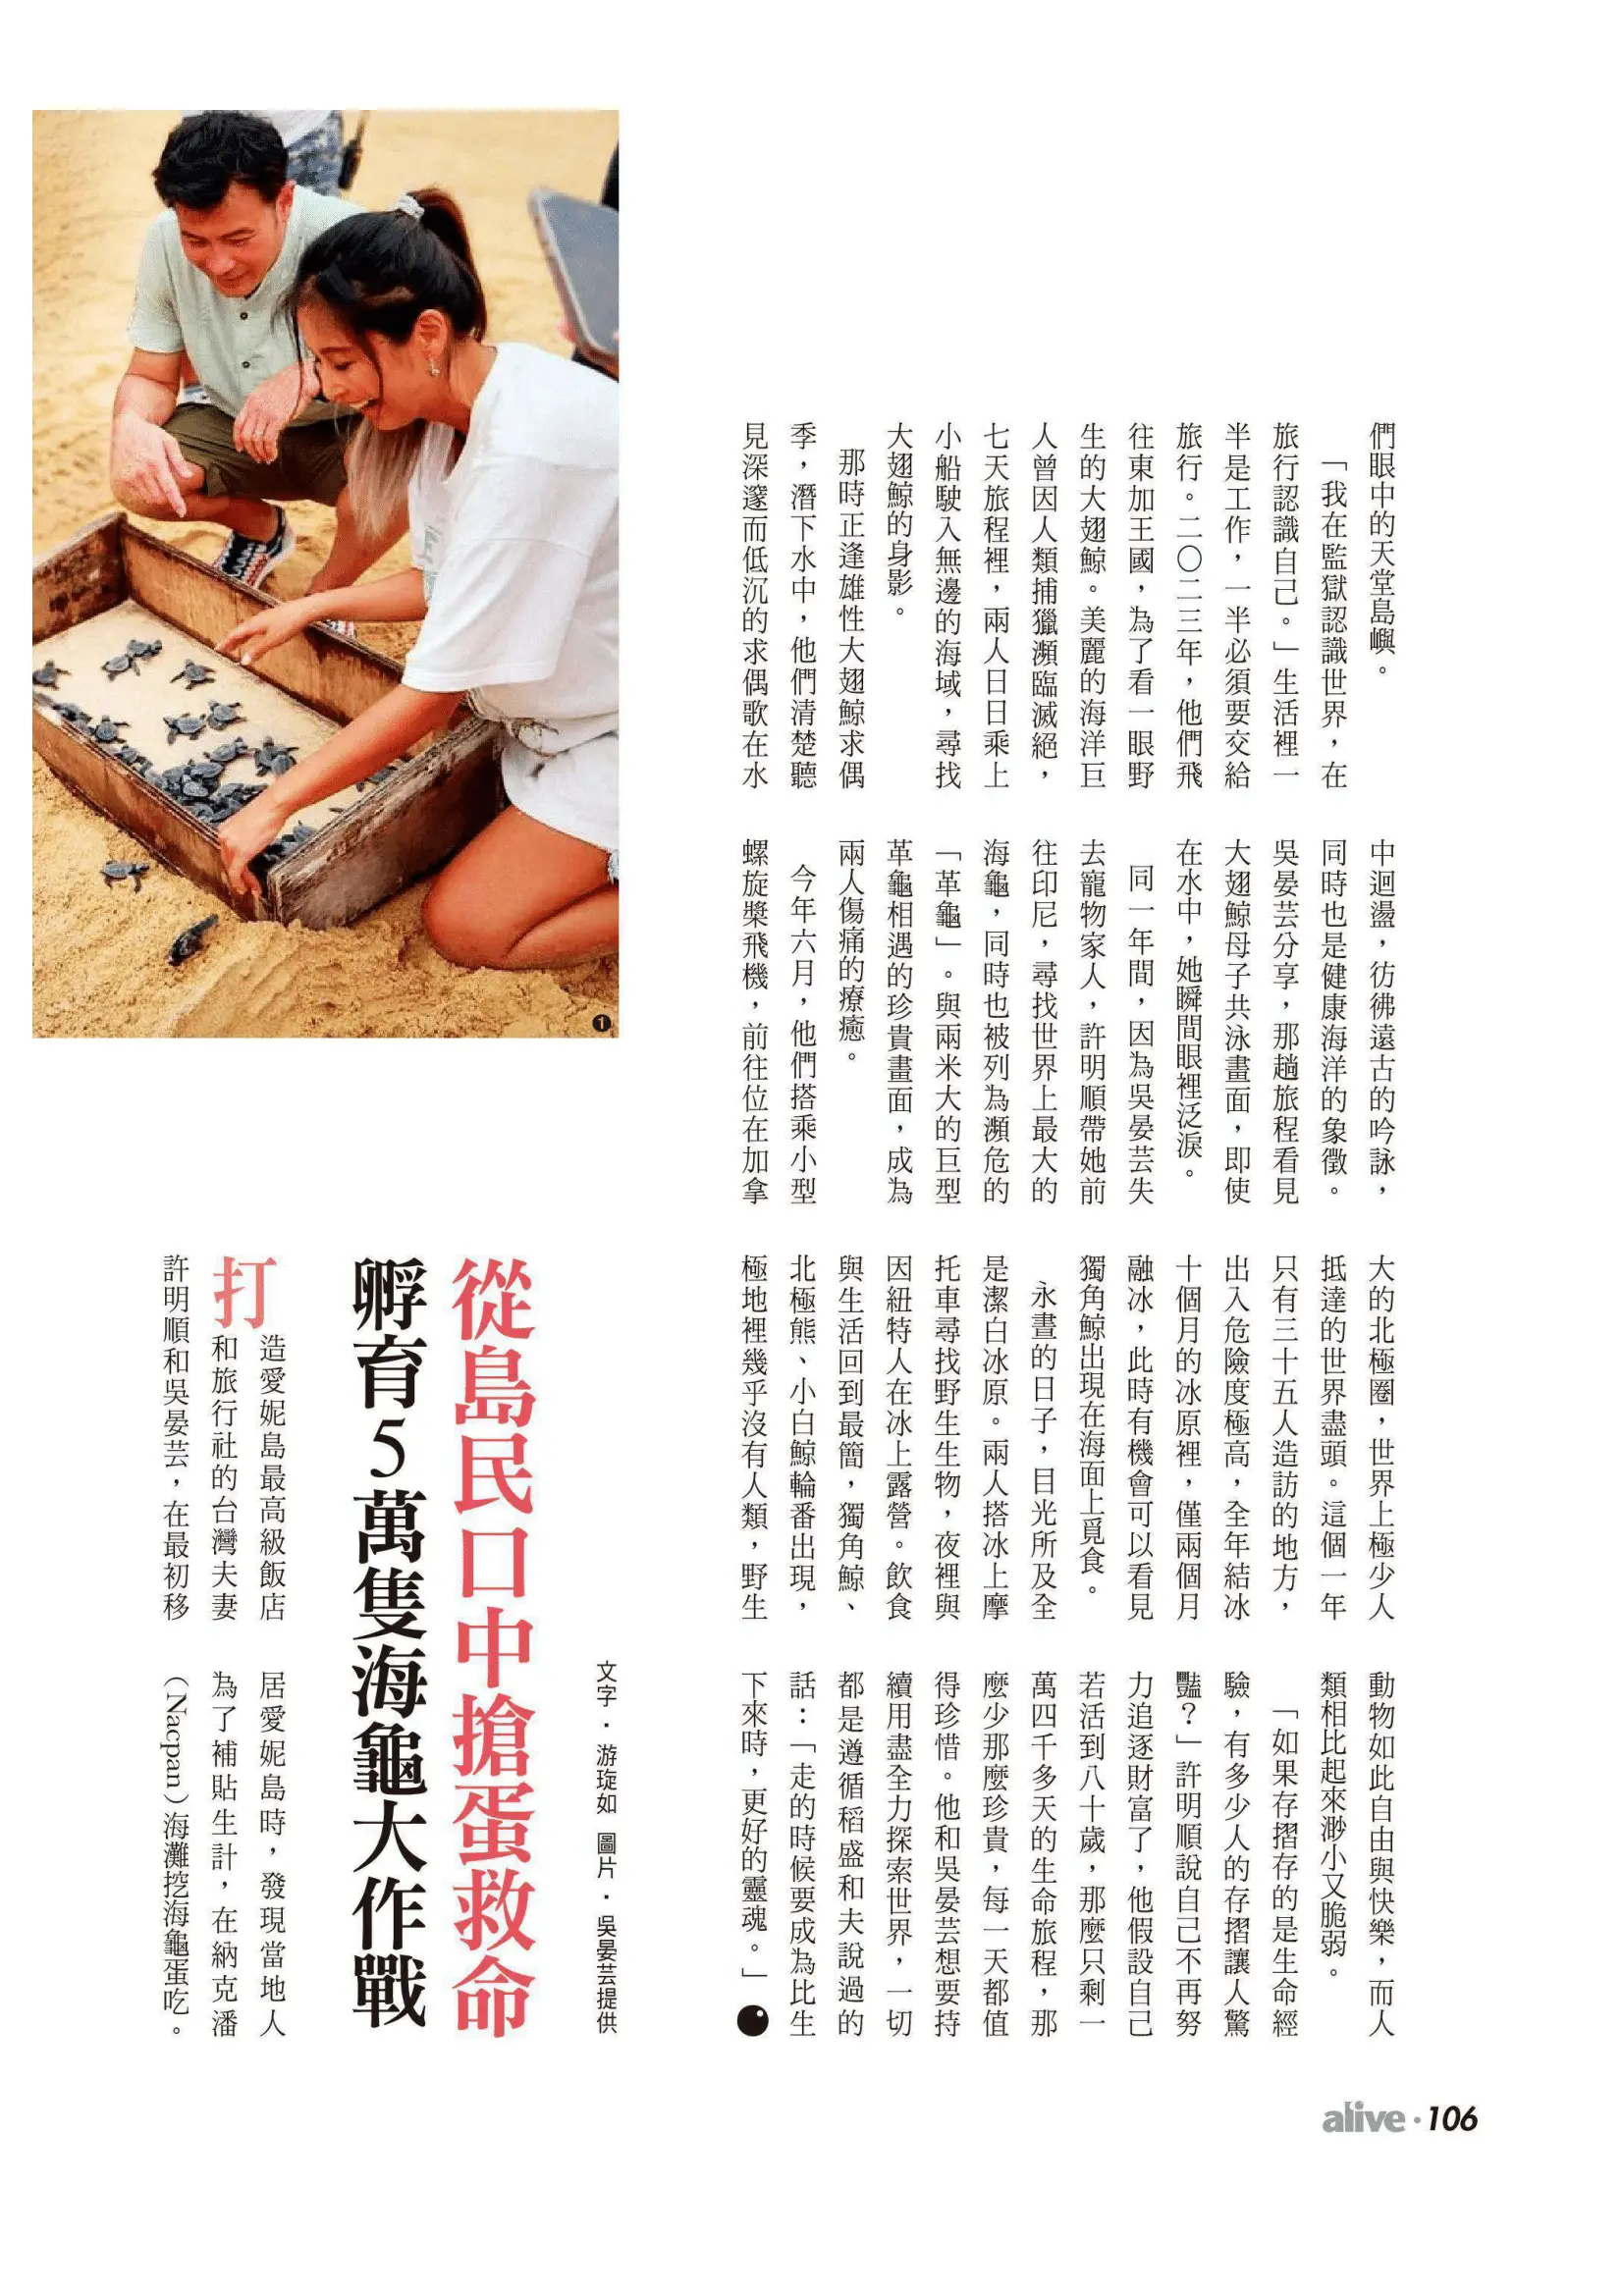 們眼中的天堂島嶼。
「我在監獄認識世界，在
旅行認識自己。」生活裡一
半是工作，一半必須要交給
旅行。二〇二三年，他們飛
往東加王國，為了看一眼野
生的大翅鯨。美麗的海洋巨
人曾因人類捕獵瀕臨滅絕，
七天旅程裡，兩人日日乘上
小船駛入無邊的海域，尋找
大翅鯨的身影。
那時正逢雄性大翅鯨求偶
季，潛下水中，他們清楚聽
見深邃而低沉的求偶歌在水
中迴盪，彷彿遠古的吟詠，
同時也是健康海洋的象徵。
吳晏芸分享，那趟旅程看見
大翅鯨母子共泳畫面，即使
在水中，她瞬間眼裡泛淚。
同一年間，因為吳晏芸失
去寵物家人，許明順帶她前
往印尼，尋找世界上最大的
海龜，同時也被列為瀕危的
「革龜」。與兩米大的巨型
革龜相遇的珍貴畫面，成為
兩人傷痛的療癒。
今年六月，他們搭乘小型
螺旋槳飛機，前往位在加拿
大的北極圈，世界上極少人
抵達的世界盡頭。這個一年
只有三十五人造訪的地方，
出入危險度極高，全年結冰
十個月的冰原裡，僅兩個月
融冰，此時有機會可以看見
獨角鯨出現在海面上覓食。
永晝的日子，目光所及全
是潔白冰原。兩人搭冰上摩
托車尋找野生生物，夜裡與
因紐特人在冰上露營。飲食
與生活回到最簡，獨角鯨、
北極熊、小白鯨輪番出現，
極地裡幾乎沒有人類，野生
動物如此自由與快樂，而人
類相比起來渺小又脆弱。
「如果存摺存的是生命經
驗，有多少人的存摺讓人驚
豔？」許明順說自己不再努
力追逐財富了，他假設自己
若活到八十歲，那麼只剩一
萬四千多天的生命旅程，那
麼少那麼珍貴，每一天都值
得珍惜。他和吳晏芸想要持
續用盡全力探索世界，一切
都是遵循稻盛和夫說過的
話：「走的時候要成為比生
下來時，更好的靈魂。」
文字．游琁如 圖片．吳晏芸提供
從島民口中搶蛋救命
孵育5萬隻海龜大作戰
打造愛妮島最高級飯店
和旅行社的台灣夫妻
許明順和吳晏芸，在最初移
居愛妮島時，發現當地人
為了補貼生計，在納克潘
（Nacpan）海灘挖海龜蛋吃。
1
alive·106